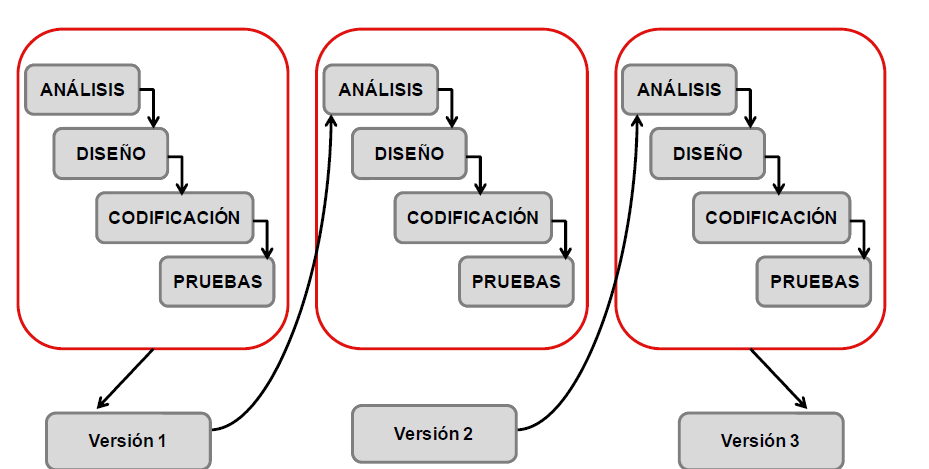 ANÁLISIS
DISEÑO
CODIFICACIÓN
PRUEBAS
Versión 1
ANÁLISIS
DISEÑO
CODIFICACIÓN
PRUEBAS
Versión 2
ANÁLISIS
DISEÑO
CODIFICACIÓN
PRUEBAS
Versión 3